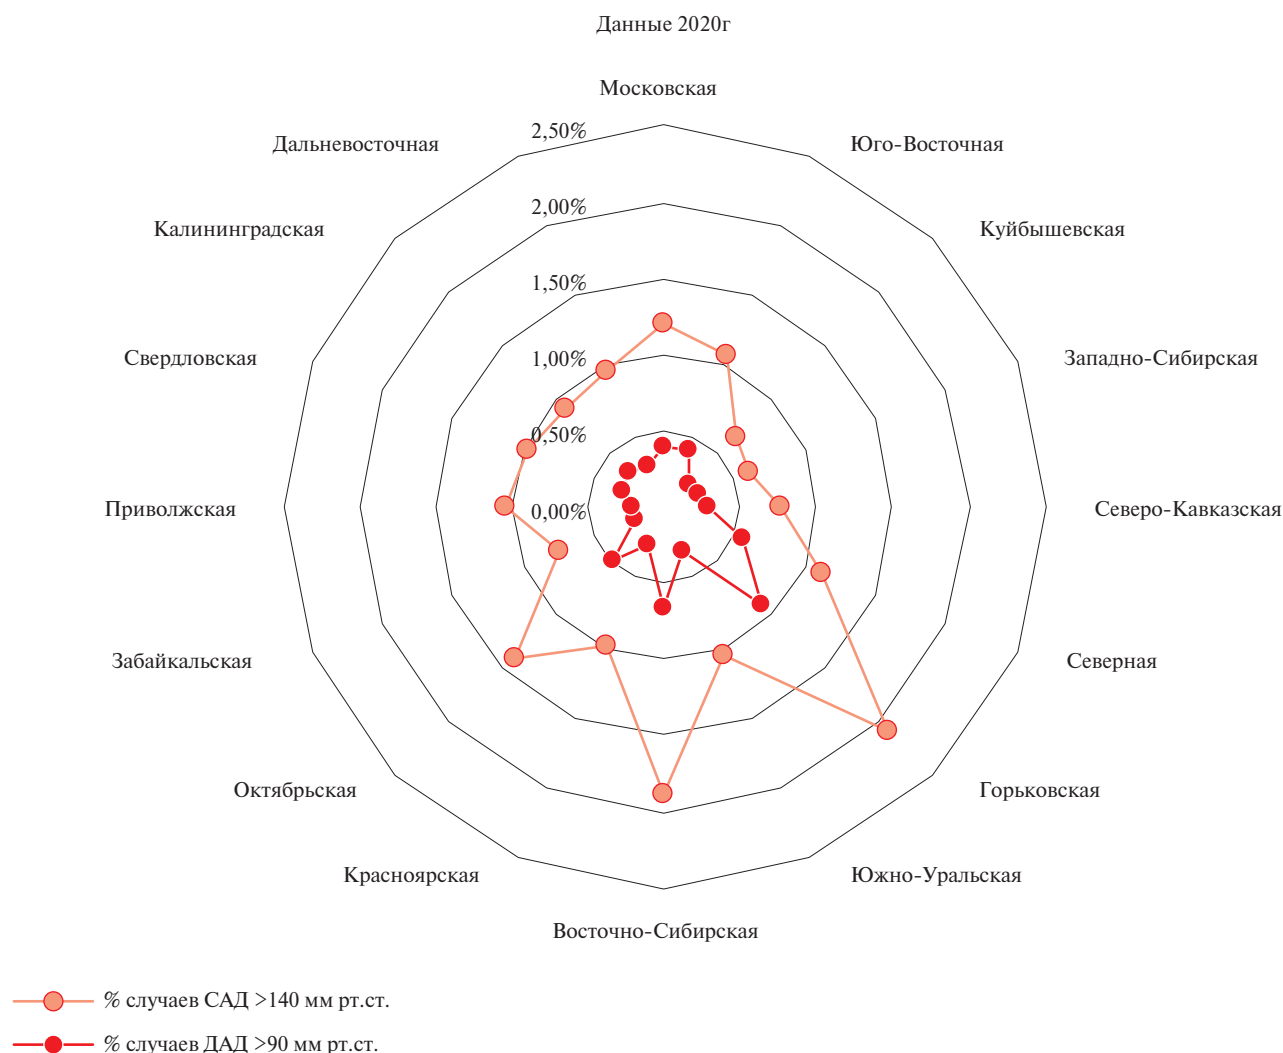 Данные 2020г
Московская
2,50%
Дальневосточная
Юго-Восточная
2,00%
Калининградская
Куйбышевская
1,50%
Свердловская
1,00%
Западно-Сибирская
0,50%
Приволжская
0,00%
Северо-Кавказская
Забайкальская
Северная
Октябрьская
Горьковская
Красноярская
Южно-Уральская
Восточно-Сибирская
% случаев САД >140 мм рт.ст.
% случаев ДАД >90 мм рт.ст.